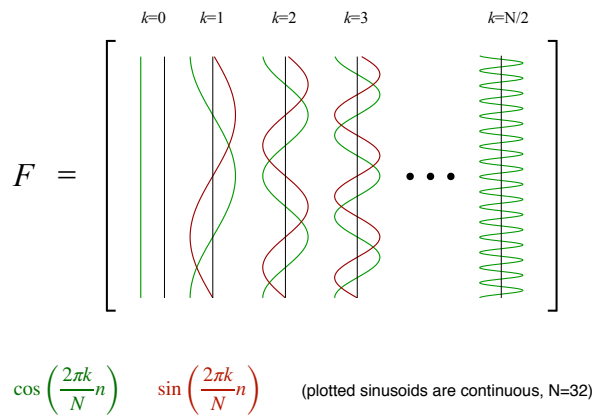 k=0 k=1 k=2 k=3 k=N/2
F =
• • •
cos (2πk/N n) sin (2πk/N n) (plotted sinusoids are continuous, N=32)